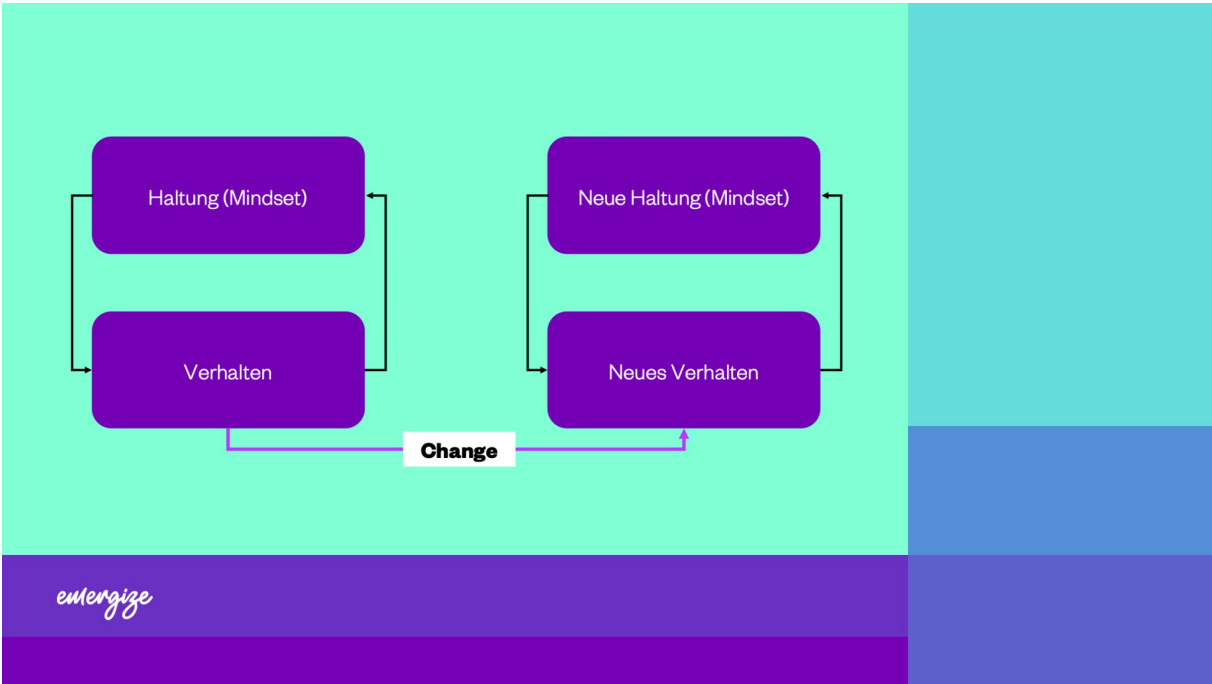 Haltung (Mindset)
Neue Haltung (Mindset)
Verhalten
Neues Verhalten
Change
emergize